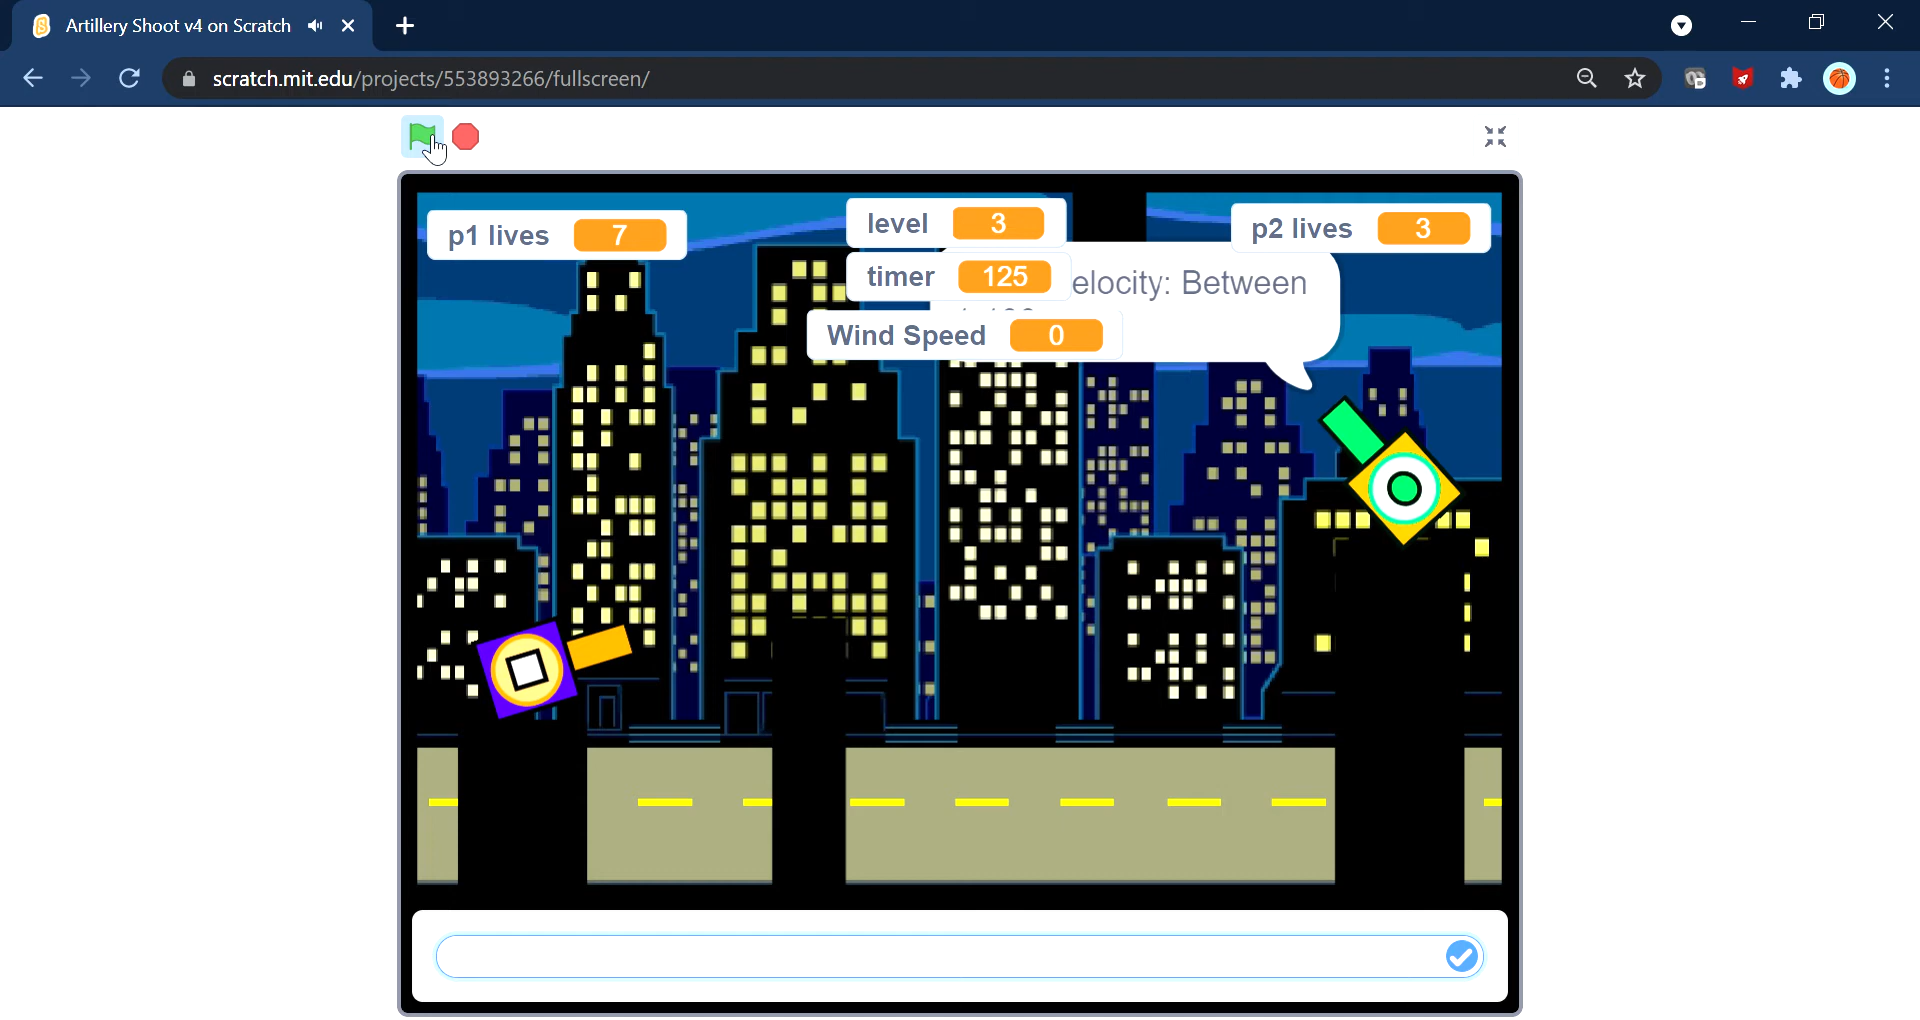 Artillery Shoot v4 on Scratch
scratch.mit.edu/projects/553893266/fullscreen/
p1 lives 7
level 3
p2 lives 3
timer 125
elocity: Between
Wind Speed 0